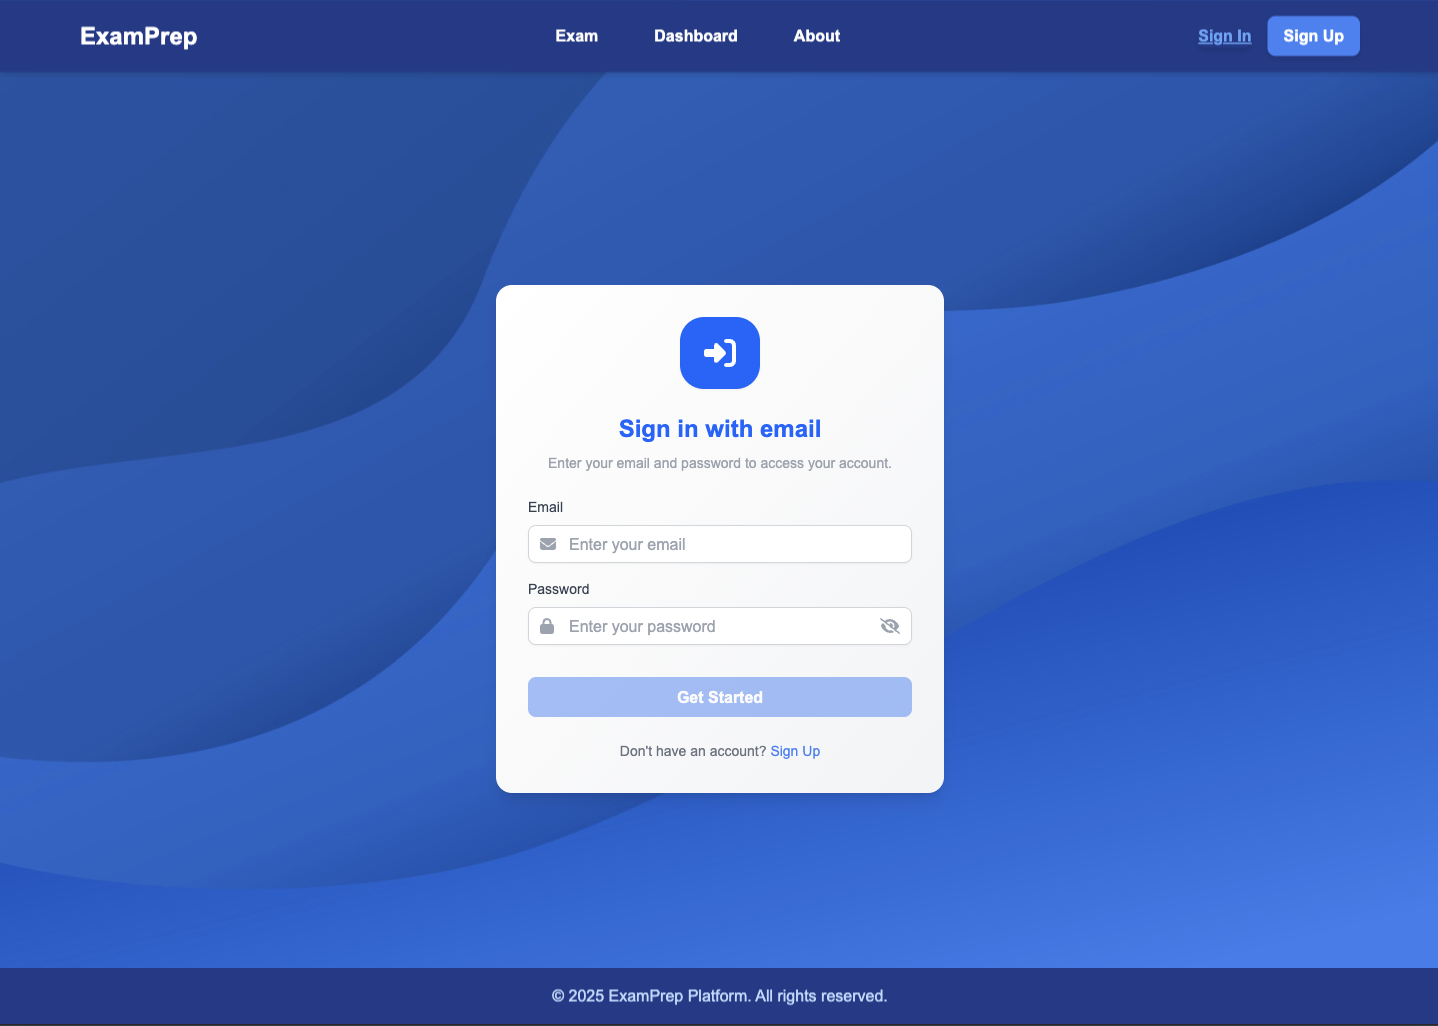 ExamPrep
Exam Dashboard About
Sign In Sign Up
Sign in with email
Enter your email and password to access your account.
Email
Enter your email
Password
Enter your password
Get Started
Don't have an account? Sign Up
© 2025 ExamPrep Platform. All rights reserved.